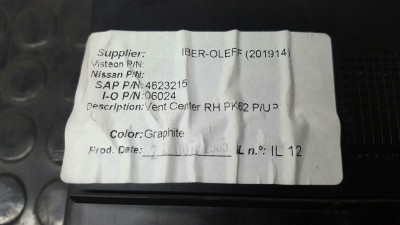 Supplier: IBER-OLEFF (201914)
Visteon P/N:
Nissan P/N:
SAP P/N: 4623215
I-O P/N: 06024
Description: Vent Center RH PK62 P/UP
Color: Graphite
Prod. Date: IL n.º: IL 12